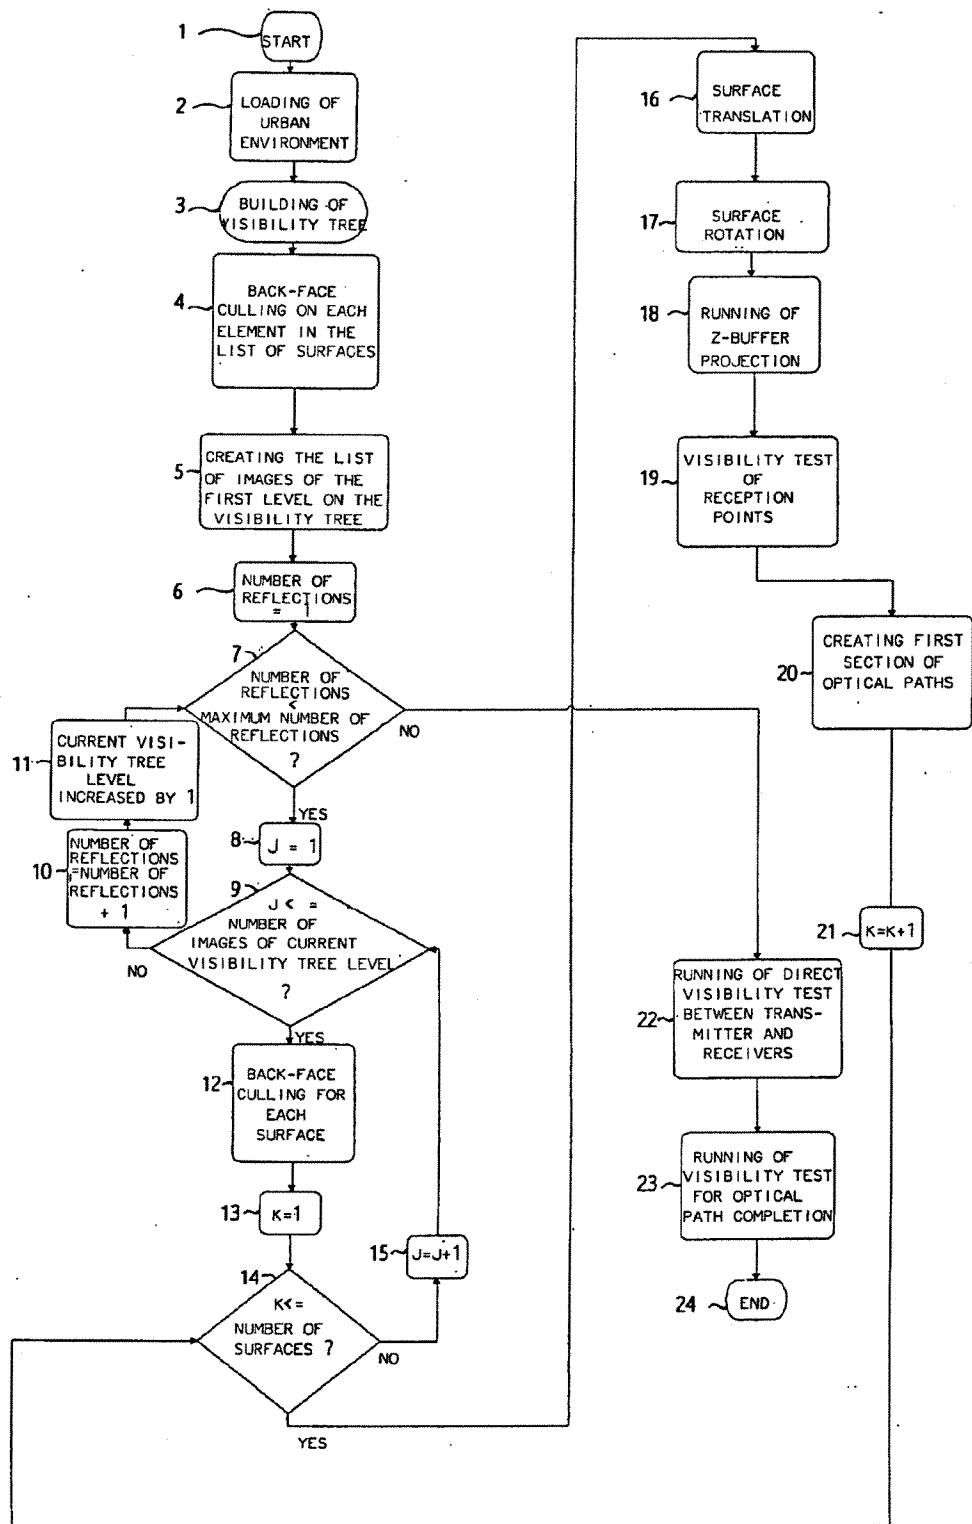 1
START
2
LOADING OF
URBAN
ENVIRONMENT
3
BUILDING OF
VISIBILITY TREE
4
BACK-FACE
CULLING ON EACH
ELEMENT IN THE
LIST OF SURFACES
5
CREATING THE LIST
OF IMAGES OF THE
FIRST LEVEL ON THE
VISIBILITY TREE
6
NUMBER OF
REFLECTIONS
= 1
7
NUMBER OF
REFLECTIONS
<
MAXIMUM NUMBER OF
REFLECTIONS
?
NO
YES
8
J = 1
9
J < =
NUMBER OF
IMAGES OF CURRENT
VISIBILITY TREE LEVEL
?
NO
YES
10
NUMBER OF
REFLECTIONS
=NUMBER OF
REFLECTIONS
+ 1
11
CURRENT VISI-
BILITY TREE
LEVEL
INCREASED BY 1
12
BACK-FACE
CULLING FOR
EACH
SURFACE
13
K=1
14
K<=
NUMBER OF
SURFACES ?
NO
YES
15
J=J+1
16
SURFACE
TRANSLATION
17
SURFACE
ROTATION
18
RUNNING OF
Z-BUFFER
PROJECTION
19
VISIBILITY TEST
OF
RECEPTION
POINTS
20
CREATING FIRST
SECTION OF
OPTICAL PATHS
21
K=K+1
22
RUNNING OF DIRECT
VISIBILITY TEST
BETWEEN TRANS-
MITTER AND
RECEIVERS
23
RUNNING OF
VISIBILITY TEST
FOR OPTICAL
PATH COMPLETION
24
END